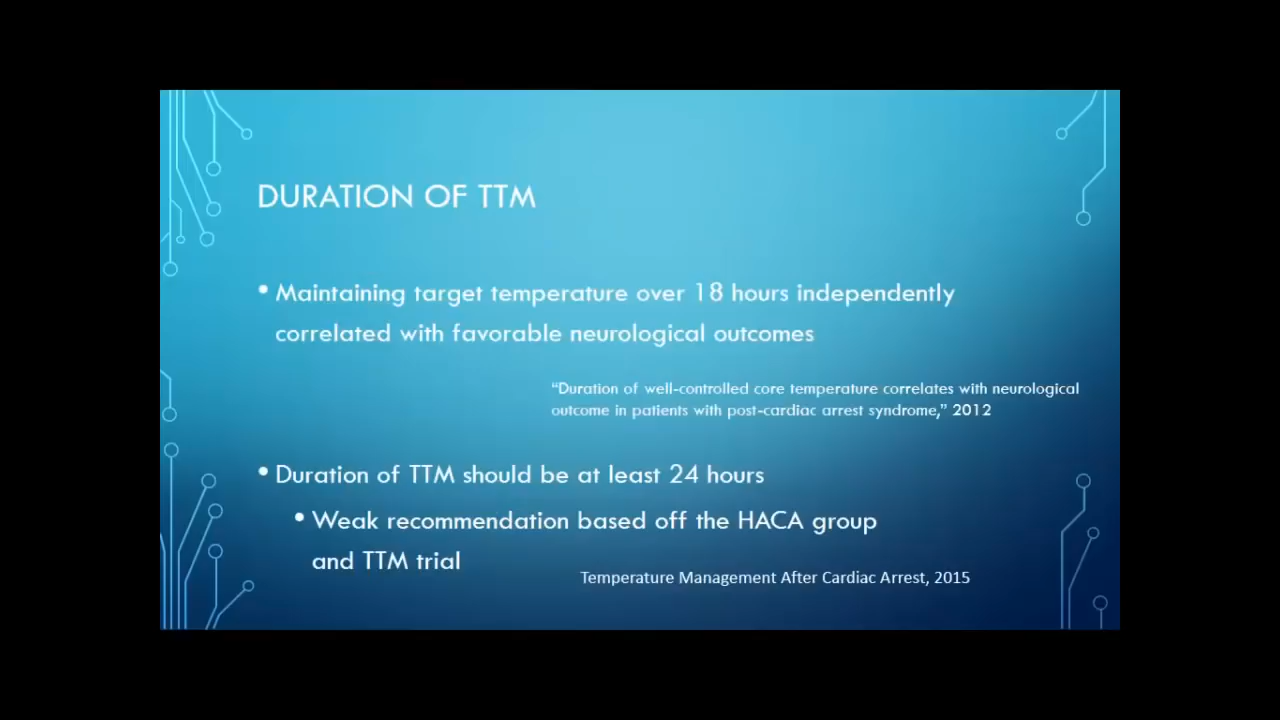 DURATION OF TTM
• Maintaining target temperature over 18 hours independently
correlated with favorable neurological outcomes
“Duration of well-controlled core temperature correlates with neurological
outcome in patients with post-cardiac arrest syndrome,” 2012
• Duration of TTM should be at least 24 hours
• Weak recommendation based off the HACA group
and TTM trial
Temperature Management After Cardiac Arrest, 2015